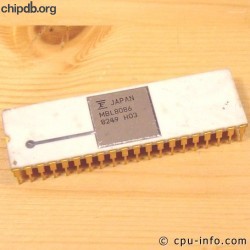 chipdb.org
JAPAN
MBL8086
8249 H03
© cpu-info.com